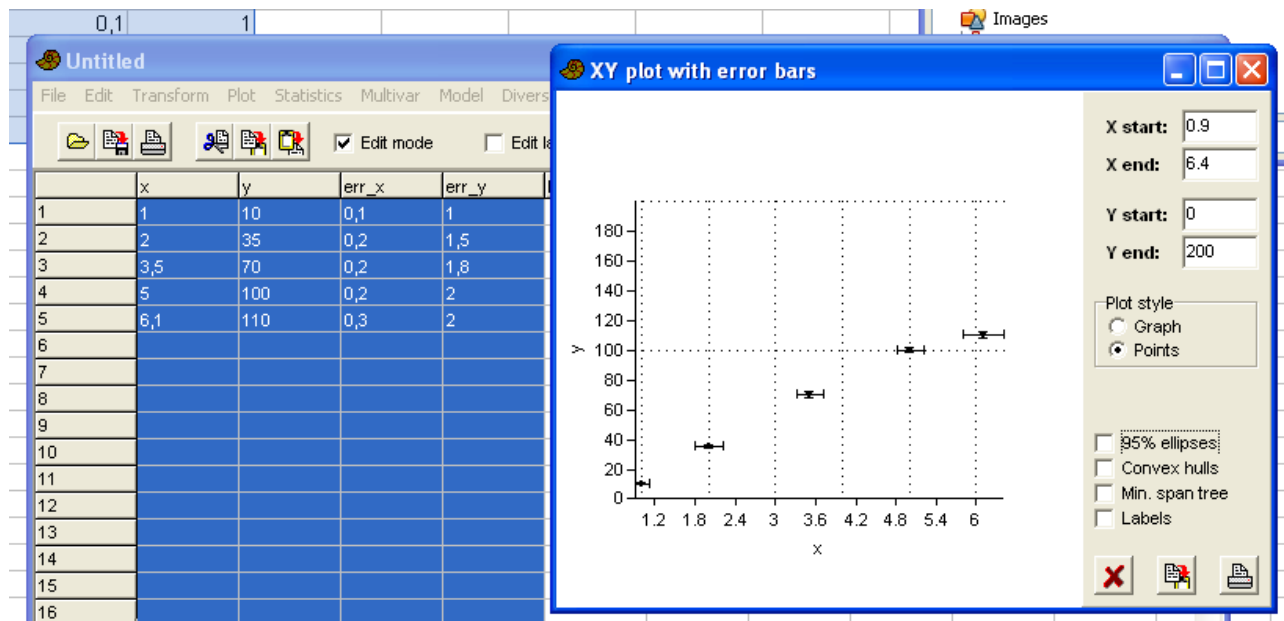 0,1 1
Images
Untitled
File Edit Transform Plot Statistics Multivar Model Divers
Edit mode Edit la
x y err_x err_y
1 1 10 0,1 1
2 2 35 0,2 1,5
3 3,5 70 0,2 1,8
4 5 100 0,2 2
5 6,1 110 0,3 2
6
7
8
9
10
11
12
13
14
15
16
XY plot with error bars
180
160
140
120
100
80
60
40
20
0
y
1.2 1.8 2.4 3 3.6 4.2 4.8 5.4 6
x
X start: 0.9
X end: 6.4
Y start: 0
Y end: 200
Plot style
Graph
Points
95% ellipses
Convex hulls
Min. span tree
Labels